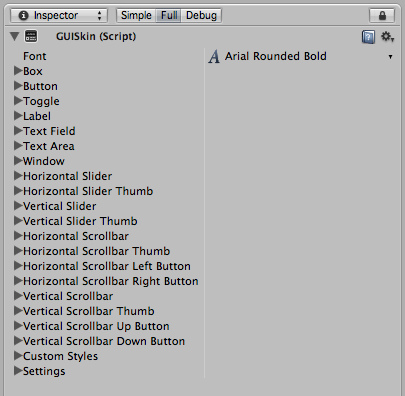 Inspector Simple Full Debug
GUISkin (Script)
Font Arial Rounded Bold
Box
Button
Toggle
Label
Text Field
Text Area
Window
Horizontal Slider
Horizontal Slider Thumb
Vertical Slider
Vertical Slider Thumb
Horizontal Scrollbar
Horizontal Scrollbar Thumb
Horizontal Scrollbar Left Button
Horizontal Scrollbar Right Button
Vertical Scrollbar
Vertical Scrollbar Thumb
Vertical Scrollbar Up Button
Vertical Scrollbar Down Button
Custom Styles
Settings